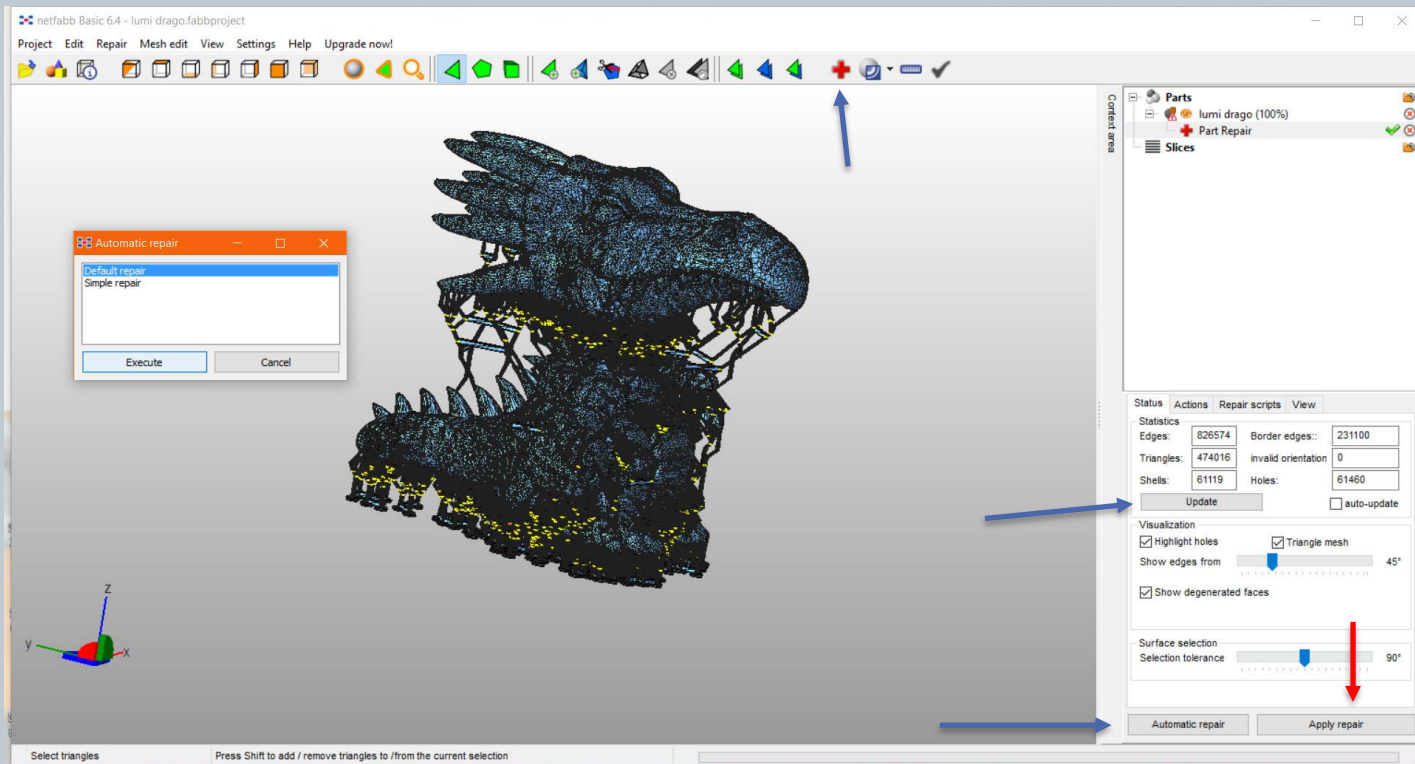 netfabb Basic 6.4 - lumi drago.fabbproject
Project Edit Repair Mesh edit View Settings Help Upgrade now!
Context area
Parts
lumi drago (100%)
Part Repair
Slices
Automatic repair
Default repair
Simple repair
Execute Cancel
Status Actions Repair scripts View
Statistics
Edges: 826574 Border edges:: 231100
Triangles: 474016 invalid orientation 0
Shells: 61119 Holes: 61460
Update auto-update
Visualization
Highlight holes Triangle mesh
Show edges from 45°
Show degenerated faces
Surface selection
Selection tolerance 90°
Automatic repair Apply repair
z
y
x
Select triangles Press Shift to add / remove triangles to /from the current selection